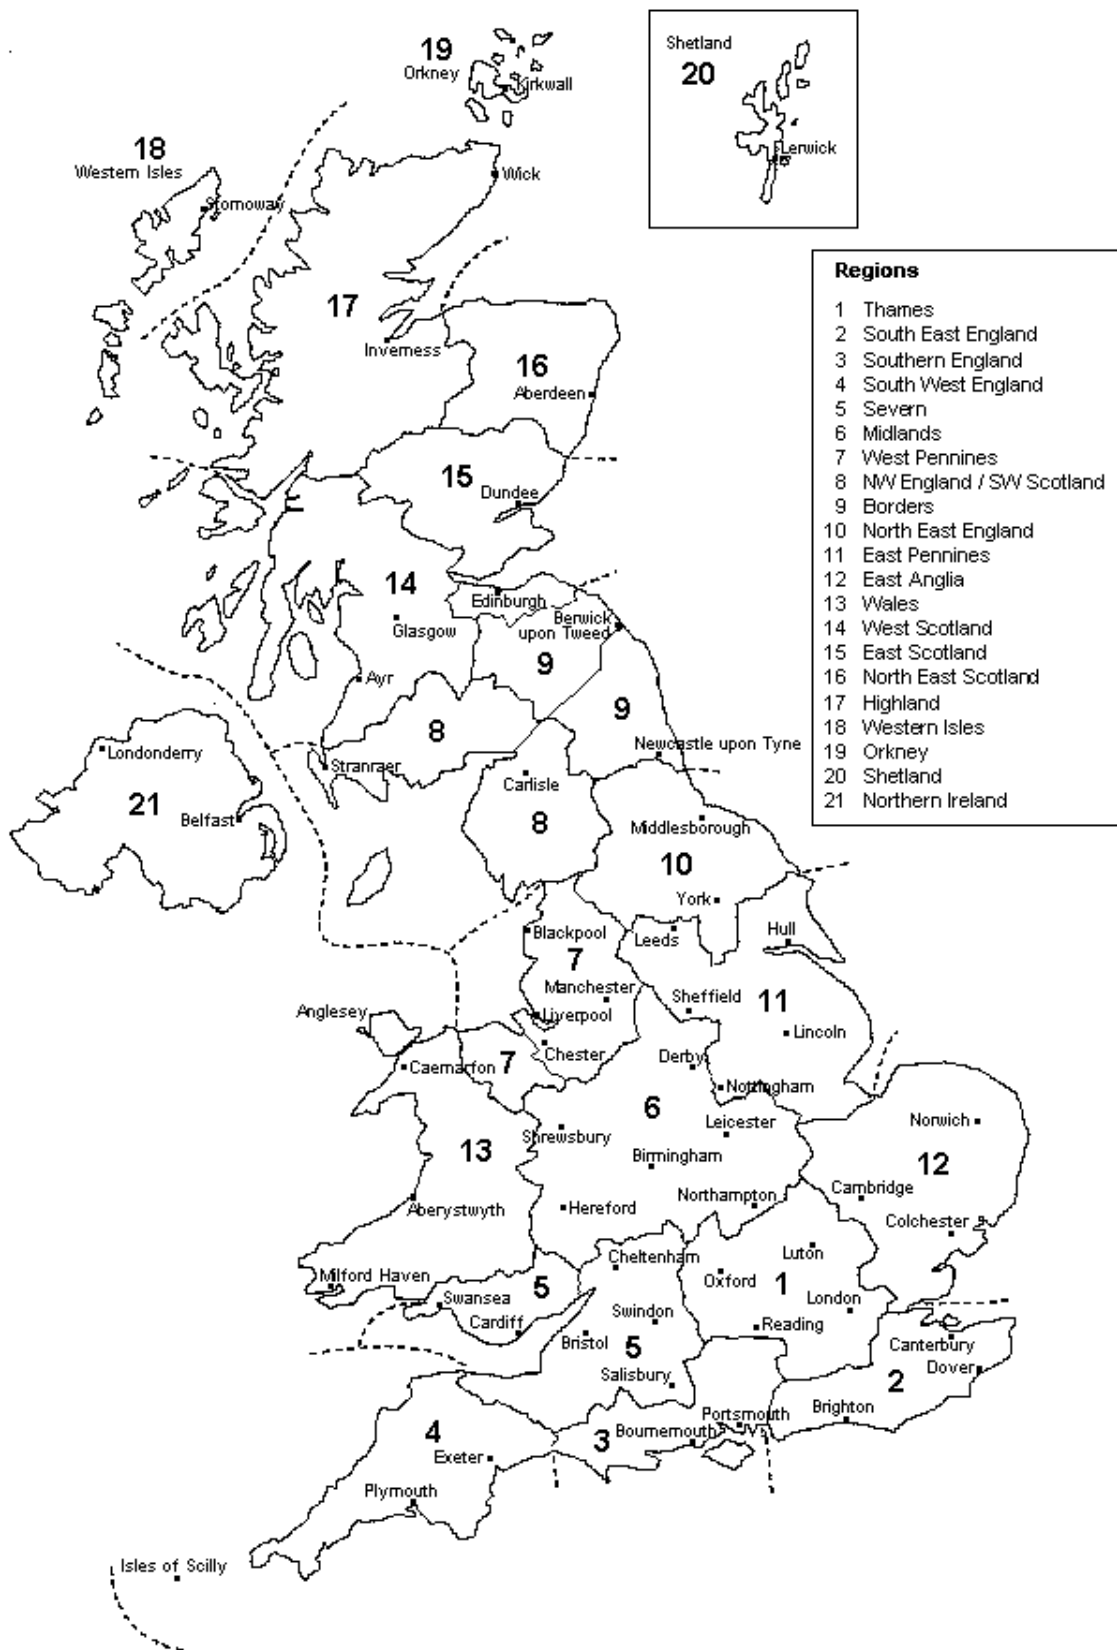 19
Orkney
Kirkwall
Shetland
20
Lerwick
18
Western Isles
Stornoway
Wick
17
Inverness
16
Aberdeen
Regions
1 Thames
2 South East England
3 Southern England
4 South West England
5 Severn
6 Midlands
7 West Pennines
8 NW England / SW Scotland
9 Borders
10 North East England
11 East Pennines
12 East Anglia
13 Wales
14 West Scotland
15 East Scotland
16 North East Scotland
17 Highland
18 Western Isles
19 Orkney
20 Shetland
21 Northern Ireland
15
Dundee
14
Glasgow
Edinburgh
Berwick
upon Tweed
9
Ayr
8
9
Newcastle upon Tyne
Londonderry
Stranraer
Carlisle
21
Belfast
8
Middlesborough
10
York
Blackpool
Leeds
Hull
7
Manchester
Sheffield
11
Anglesey
Liverpool
Lincoln
Chester
Caernarfon
7
Derby
Nottingham
6
Leicester
Norwich
Shrewsbury
13
Birmingham
12
Aberystwyth
Hereford
Northampton
Cambridge
Colchester
Cheltenham
Luton
Milford Haven
5
Oxford
1
Swansea
Swindon
London
Cardiff
Bristol
5
Reading
Canterbury
Salisbury
2
Dover
Portsmouth
Brighton
4
3
Bournemouth
Exeter
Plymouth
Isles of Scilly